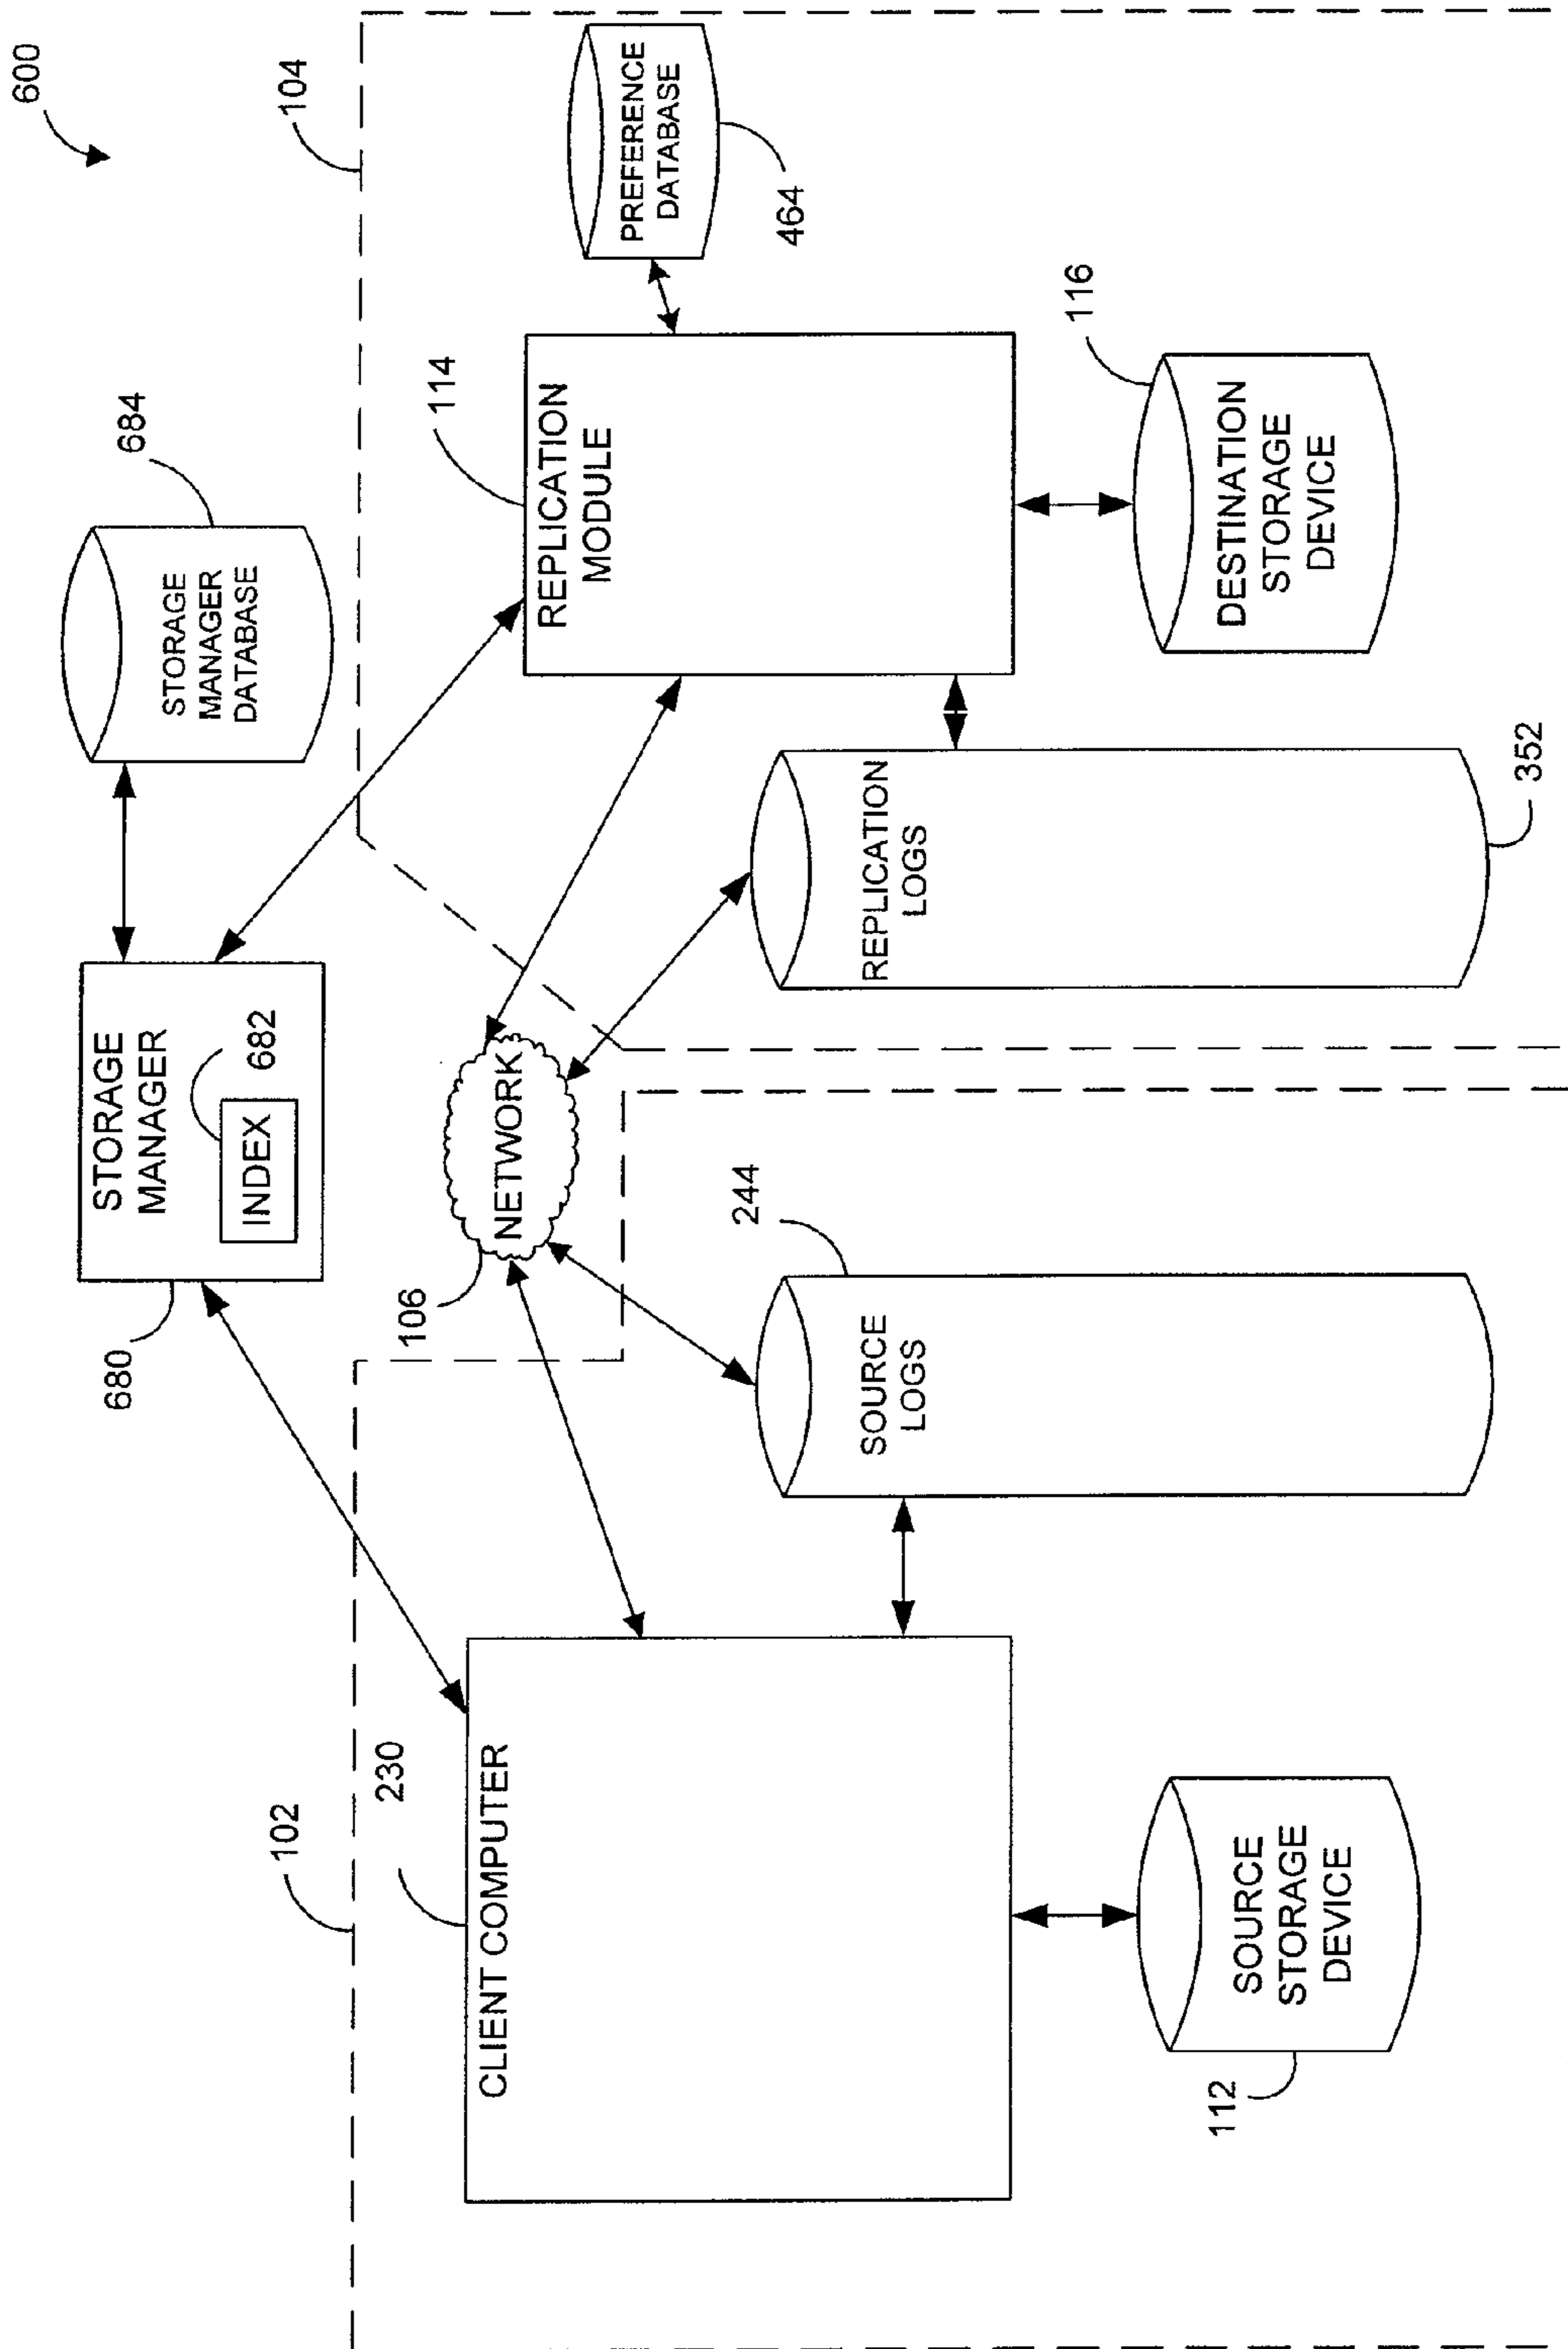 600
104
102
STORAGE
MANAGER
INDEX
682
680
STORAGE
MANAGER
DATABASE
684
NETWORK
106
CLIENT COMPUTER
230
SOURCE
LOGS
244
SOURCE
STORAGE
DEVICE
112
REPLICATION
MODULE
114
PREFERENCE
DATABASE
464
REPLICATION
LOGS
352
DESTINATION
STORAGE
DEVICE
116